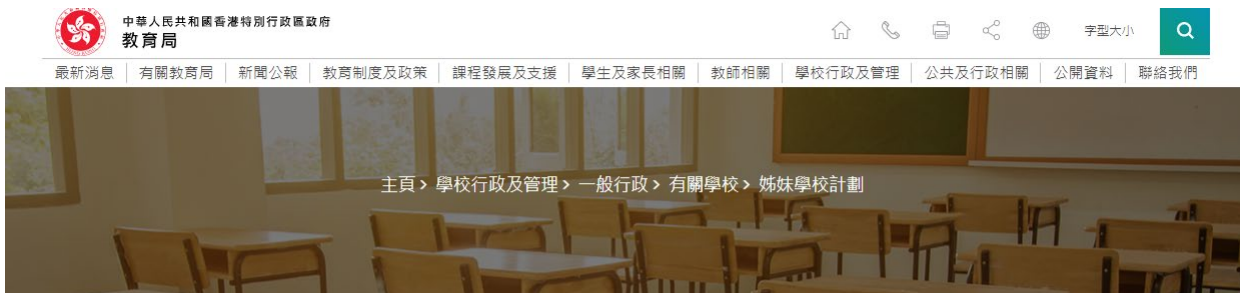 中華人民共和國香港特別行政區政府
教育局
字型大小
最新消息 | 有關教育局 | 新聞公報 | 教育制度及政策 | 課程發展及支援 | 學生及家長相關 | 教師相關 | 學校行政及管理 | 公共及行政相關 | 公開資料 | 聯絡我們
主頁 > 學校行政及管理 > 一般行政 > 有關學校 > 姊妹學校計劃